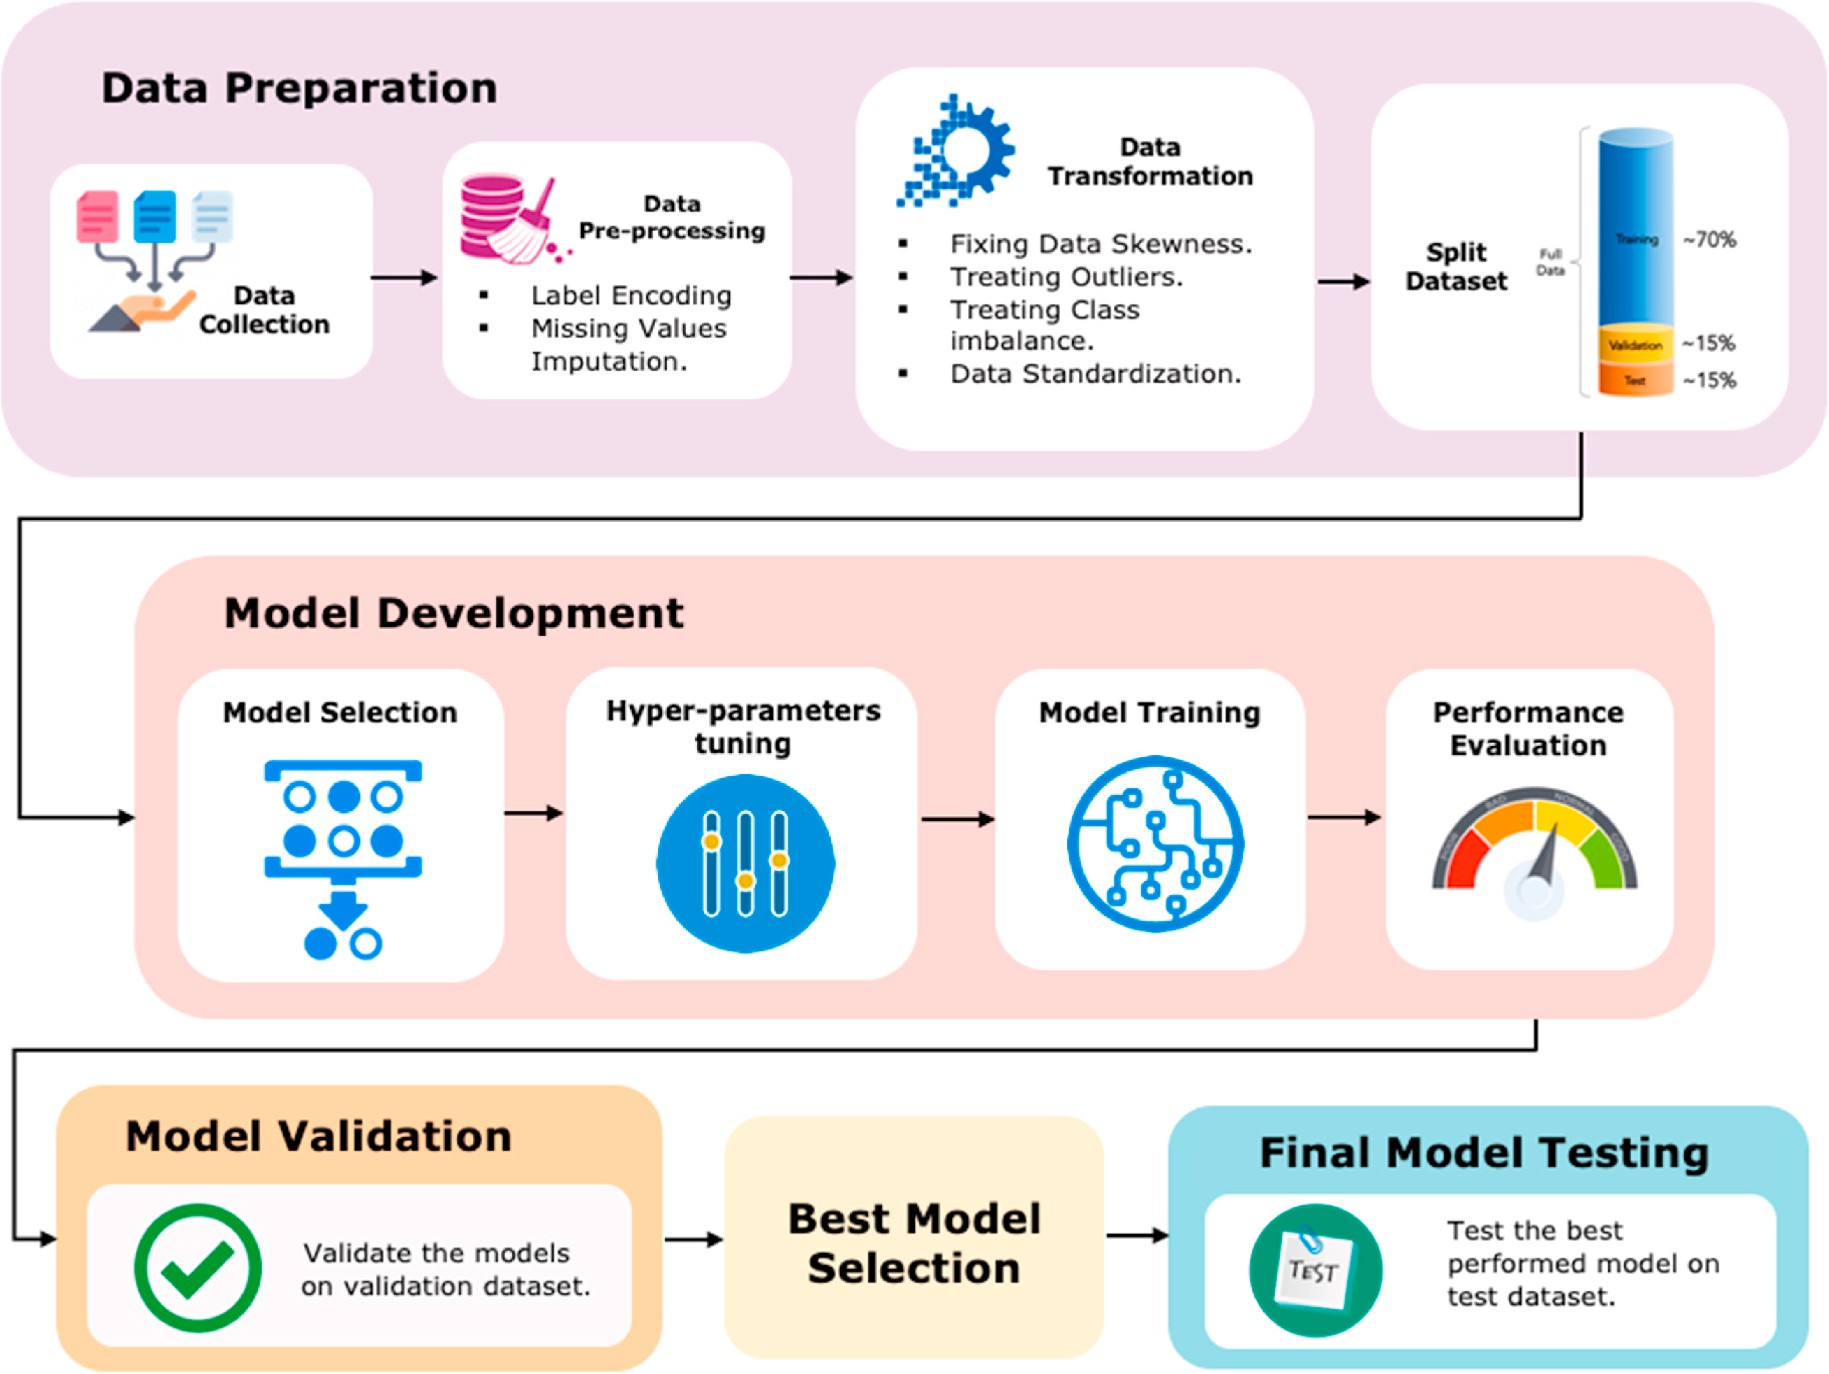 Data Preparation
Data
Collection
Data
Pre-processing
▪ Label Encoding
▪ Missing Values
Imputation.
Data
Transformation
▪ Fixing Data Skewness.
▪ Treating Outliers.
▪ Treating Class
imbalance.
▪ Data Standardization.
Split
Dataset
Full
Data
Training
~70%
Validation
~15%
Test
~15%
Model Development
Model Selection
Hyper-parameters
tuning
Model Training
Performance
Evaluation
BAD
NORMAL
GOOD
Model Validation
Validate the models
on validation dataset.
Best Model
Selection
Final Model Testing
TEST
Test the best
performed model on
test dataset.